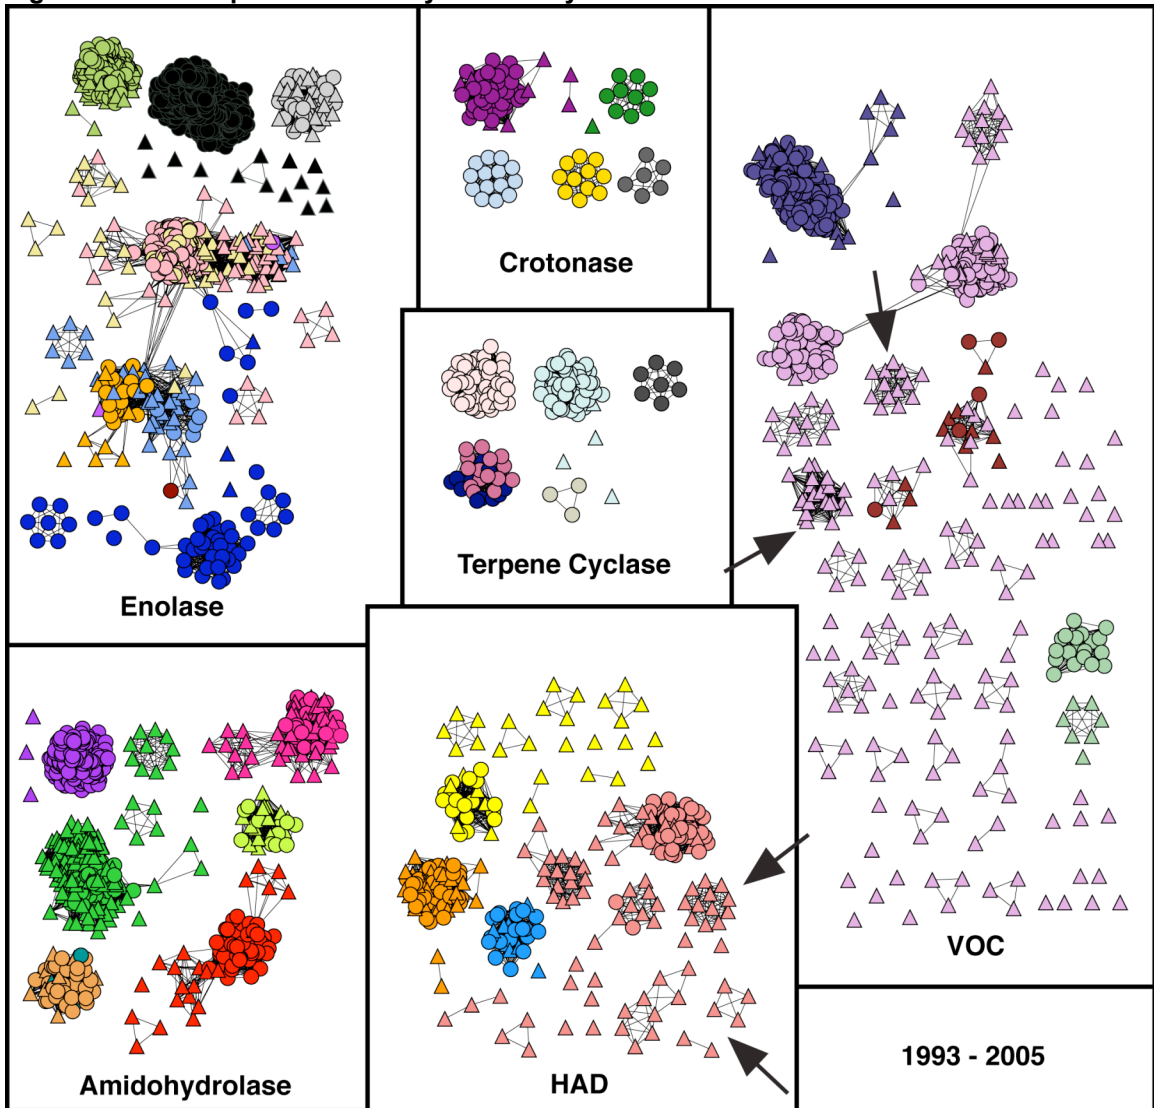 Crotonase
Terpene Cyclase
Enolase
VOC
Amidohydrolase
HAD
1993 - 2005